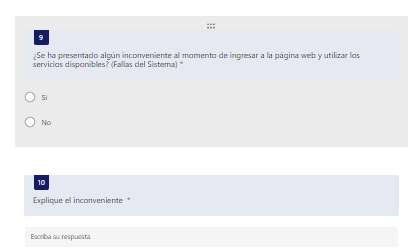 9
¿Se ha presentado algún inconveniente al momento de ingresar a la página web y utilizar los
servicios disponibles? (Fallas del Sistema) *
Si
No
10
Explique el inconveniente *
Escriba su respuesta